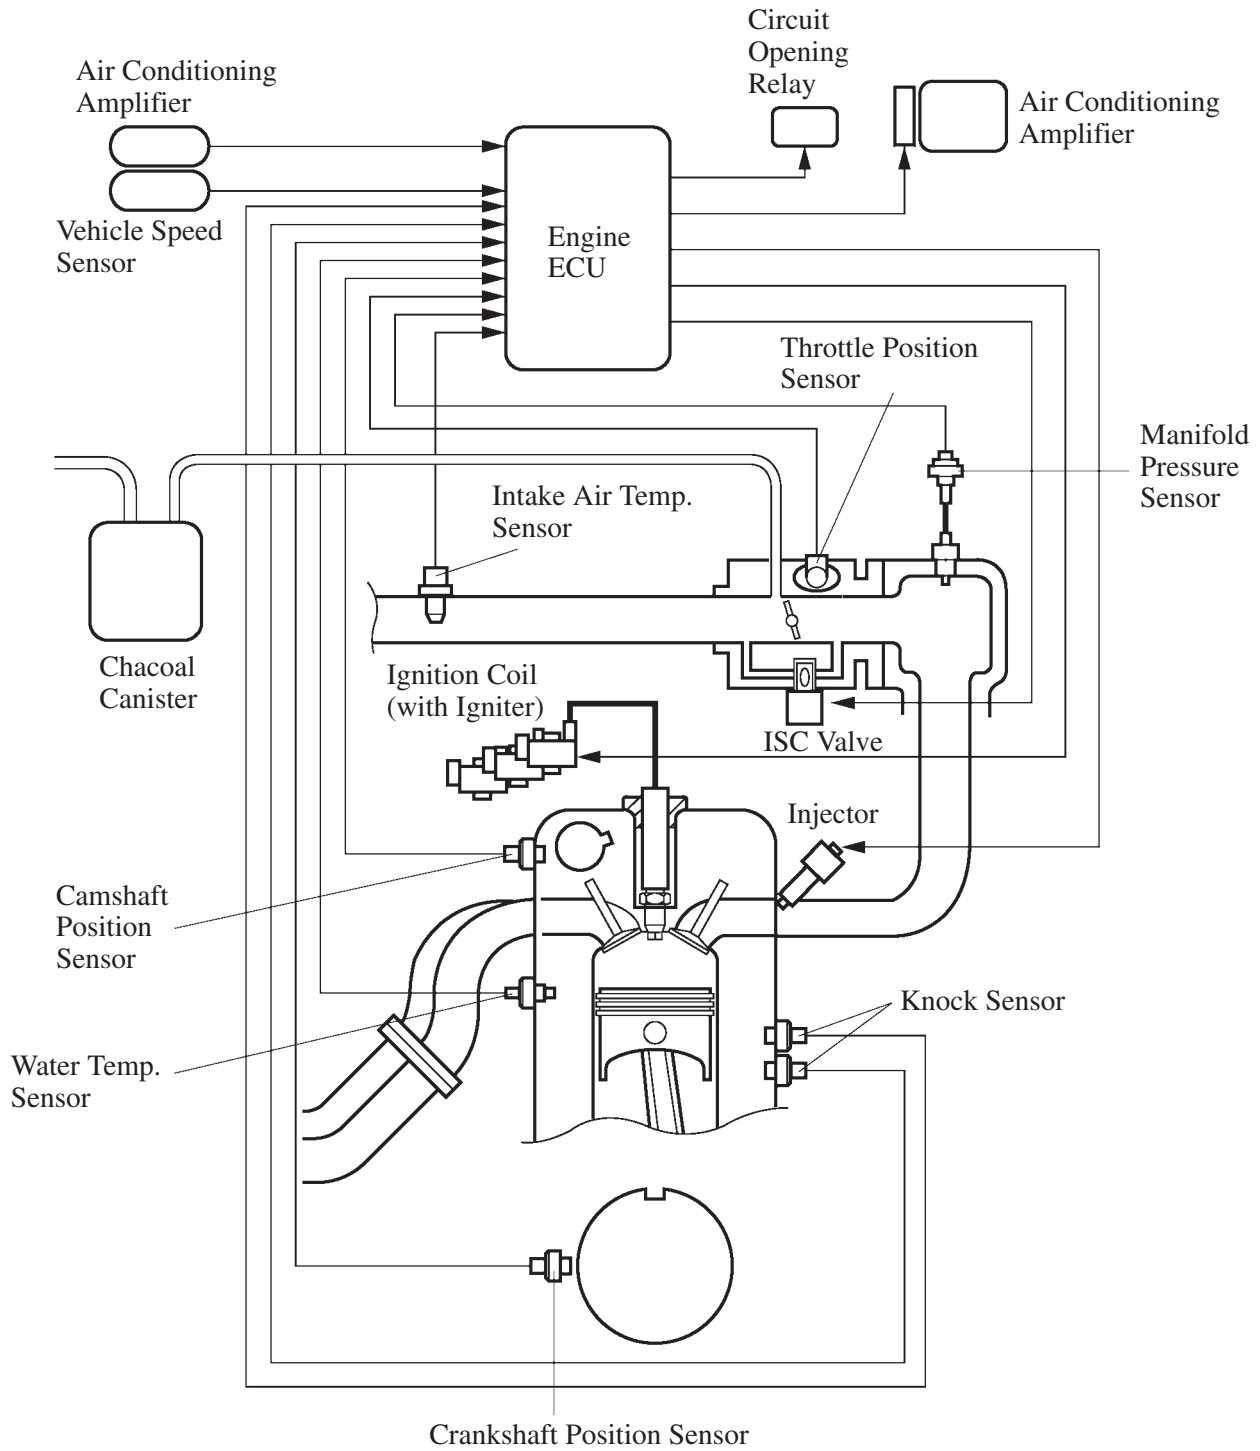 Circuit
Opening
Relay
Air Conditioning
Amplifier
Air Conditioning
Amplifier
Vehicle Speed
Sensor
Engine
ECU
Throttle Position
Sensor
Manifold
Pressure
Sensor
Intake Air Temp.
Sensor
Chacoal
Canister
Ignition Coil
(with Igniter)
ISC Valve
Injector
Camshaft
Position
Sensor
Knock Sensor
Water Temp.
Sensor
Crankshaft Position Sensor